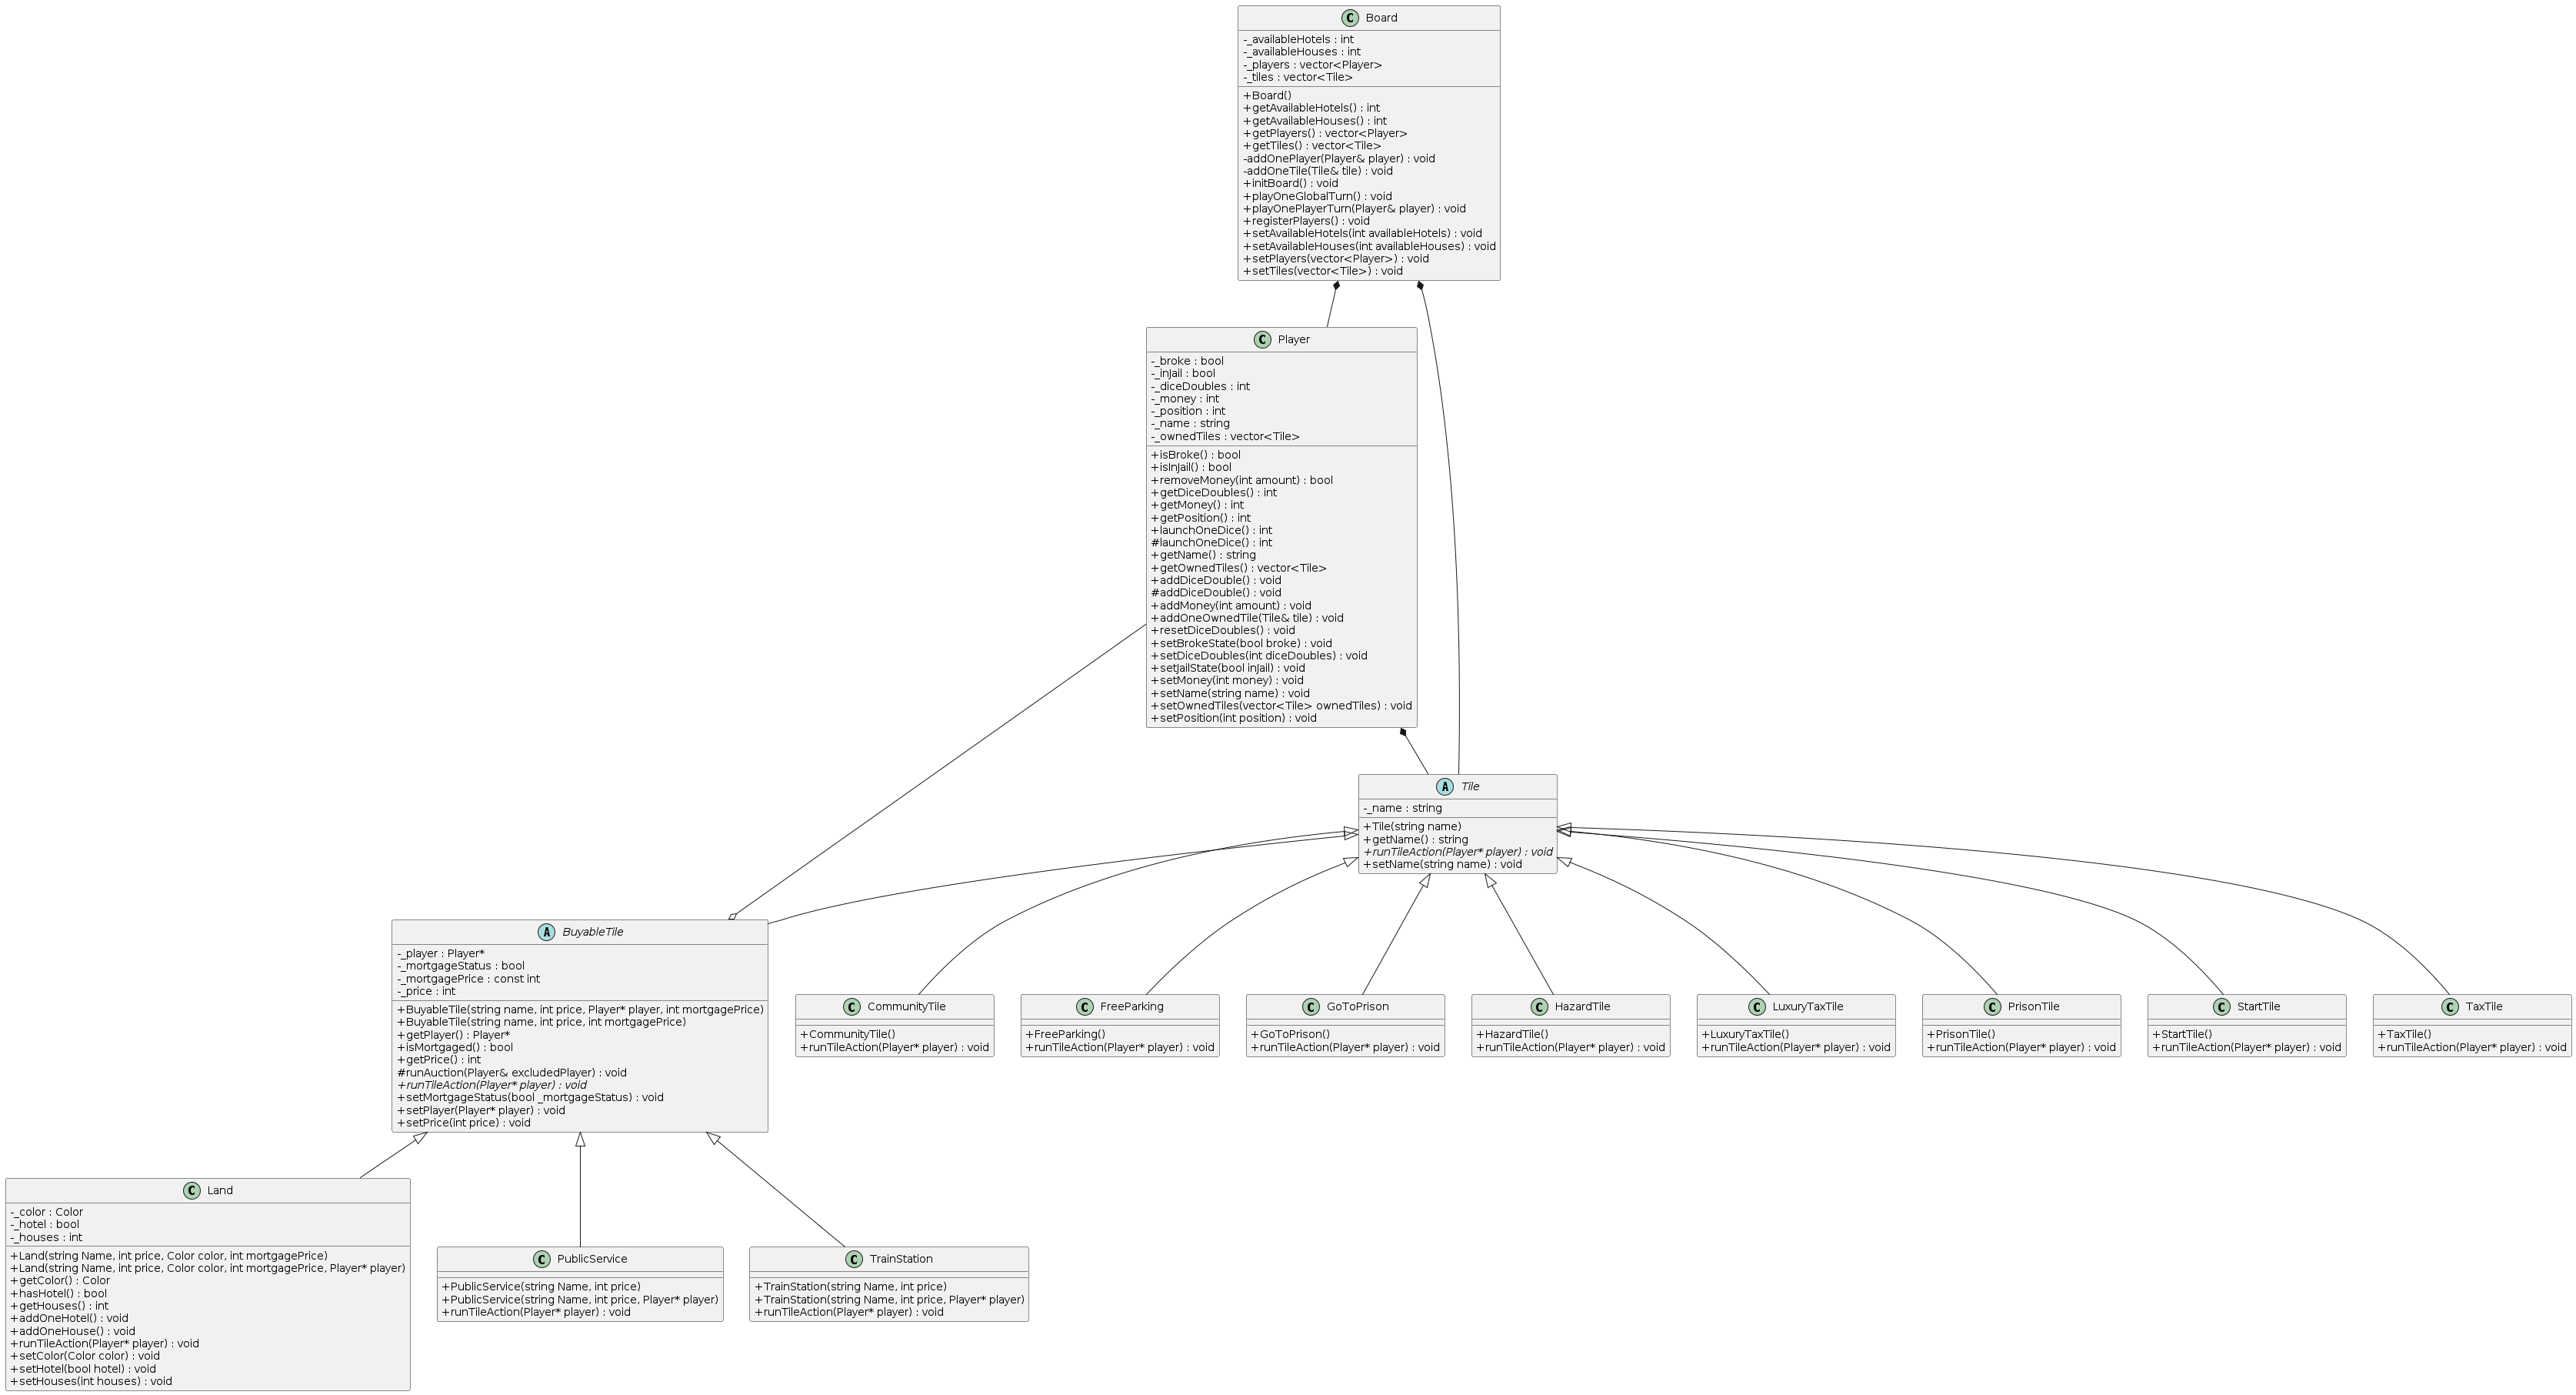 C Board
-_availableHotels : int
-_availableHouses : int
-_players : vector<Player>
-_tiles : vector<Tile>
+Board()
+getAvailableHotels() : int
+getAvailableHouses() : int
+getPlayers() : vector<Player>
+getTiles() : vector<Tile>
-addOnePlayer(Player& player) : void
-addOneTile(Tile& tile) : void
+initBoard() : void
+playOneGlobalTurn() : void
+playOnePlayerTurn(Player& player) : void
+registerPlayers() : void
+setAvailableHotels(int availableHotels) : void
+setAvailableHouses(int availableHouses) : void
+setPlayers(vector<Player>) : void
+setTiles(vector<Tile>) : void
C Player
-_broke : bool
-_inJail : bool
-_diceDoubles : int
-_money : int
-_position : int
-_name : string
-_ownedTiles : vector<Tile>
+isBroke() : bool
+isInJail() : bool
+removeMoney(int amount) : bool
+getDiceDoubles() : int
+getMoney() : int
+getPosition() : int
+launchOneDice() : int
#launchOneDice() : int
+getName() : string
+getOwnedTiles() : vector<Tile>
+addDiceDouble() : void
#addDiceDouble() : void
+addMoney(int amount) : void
+addOneOwnedTile(Tile& tile) : void
+resetDiceDoubles() : void
+setBrokeState(bool broke) : void
+setDiceDoubles(int diceDoubles) : void
+setJailState(bool inJail) : void
+setMoney(int money) : void
+setName(string name) : void
+setOwnedTiles(vector<Tile> ownedTiles) : void
+setPosition(int position) : void
A Tile
-_name : string
+Tile(string name)
+getName() : string
+runTileAction(Player* player) : void
+setName(string name) : void
A BuyableTile
-_player : Player*
-_mortgageStatus : bool
-_mortgagePrice : const int
-_price : int
+BuyableTile(string name, int price, Player* player, int mortgagePrice)
+BuyableTile(string name, int price, int mortgagePrice)
+getPlayer() : Player*
+isMortgaged() : bool
+getPrice() : int
#runAuction(Player& excludedPlayer) : void
+runTileAction(Player* player) : void
+setMortgageStatus(bool _mortgageStatus) : void
+setPlayer(Player* player) : void
+setPrice(int price) : void
C CommunityTile
+CommunityTile()
+runTileAction(Player* player) : void
C FreeParking
+FreeParking()
+runTileAction(Player* player) : void
C GoToPrison
+GoToPrison()
+runTileAction(Player* player) : void
C HazardTile
+HazardTile()
+runTileAction(Player* player) : void
C LuxuryTaxTile
+LuxuryTaxTile()
+runTileAction(Player* player) : void
C PrisonTile
+PrisonTile()
+runTileAction(Player* player) : void
C StartTile
+StartTile()
+runTileAction(Player* player) : void
C TaxTile
+TaxTile()
+runTileAction(Player* player) : void
C Land
-_color : Color
-_hotel : bool
-_houses : int
+Land(string Name, int price, Color color, int mortgagePrice)
+Land(string Name, int price, Color color, int mortgagePrice, Player* player)
+getColor() : Color
+hasHotel() : bool
+getHouses() : int
+addOneHotel() : void
+addOneHouse() : void
+runTileAction(Player* player) : void
+setColor(Color color) : void
+setHotel(bool hotel) : void
+setHouses(int houses) : void
C PublicService
+PublicService(string Name, int price)
+PublicService(string Name, int price, Player* player)
+runTileAction(Player* player) : void
C TrainStation
+TrainStation(string Name, int price)
+TrainStation(string Name, int price, Player* player)
+runTileAction(Player* player) : void